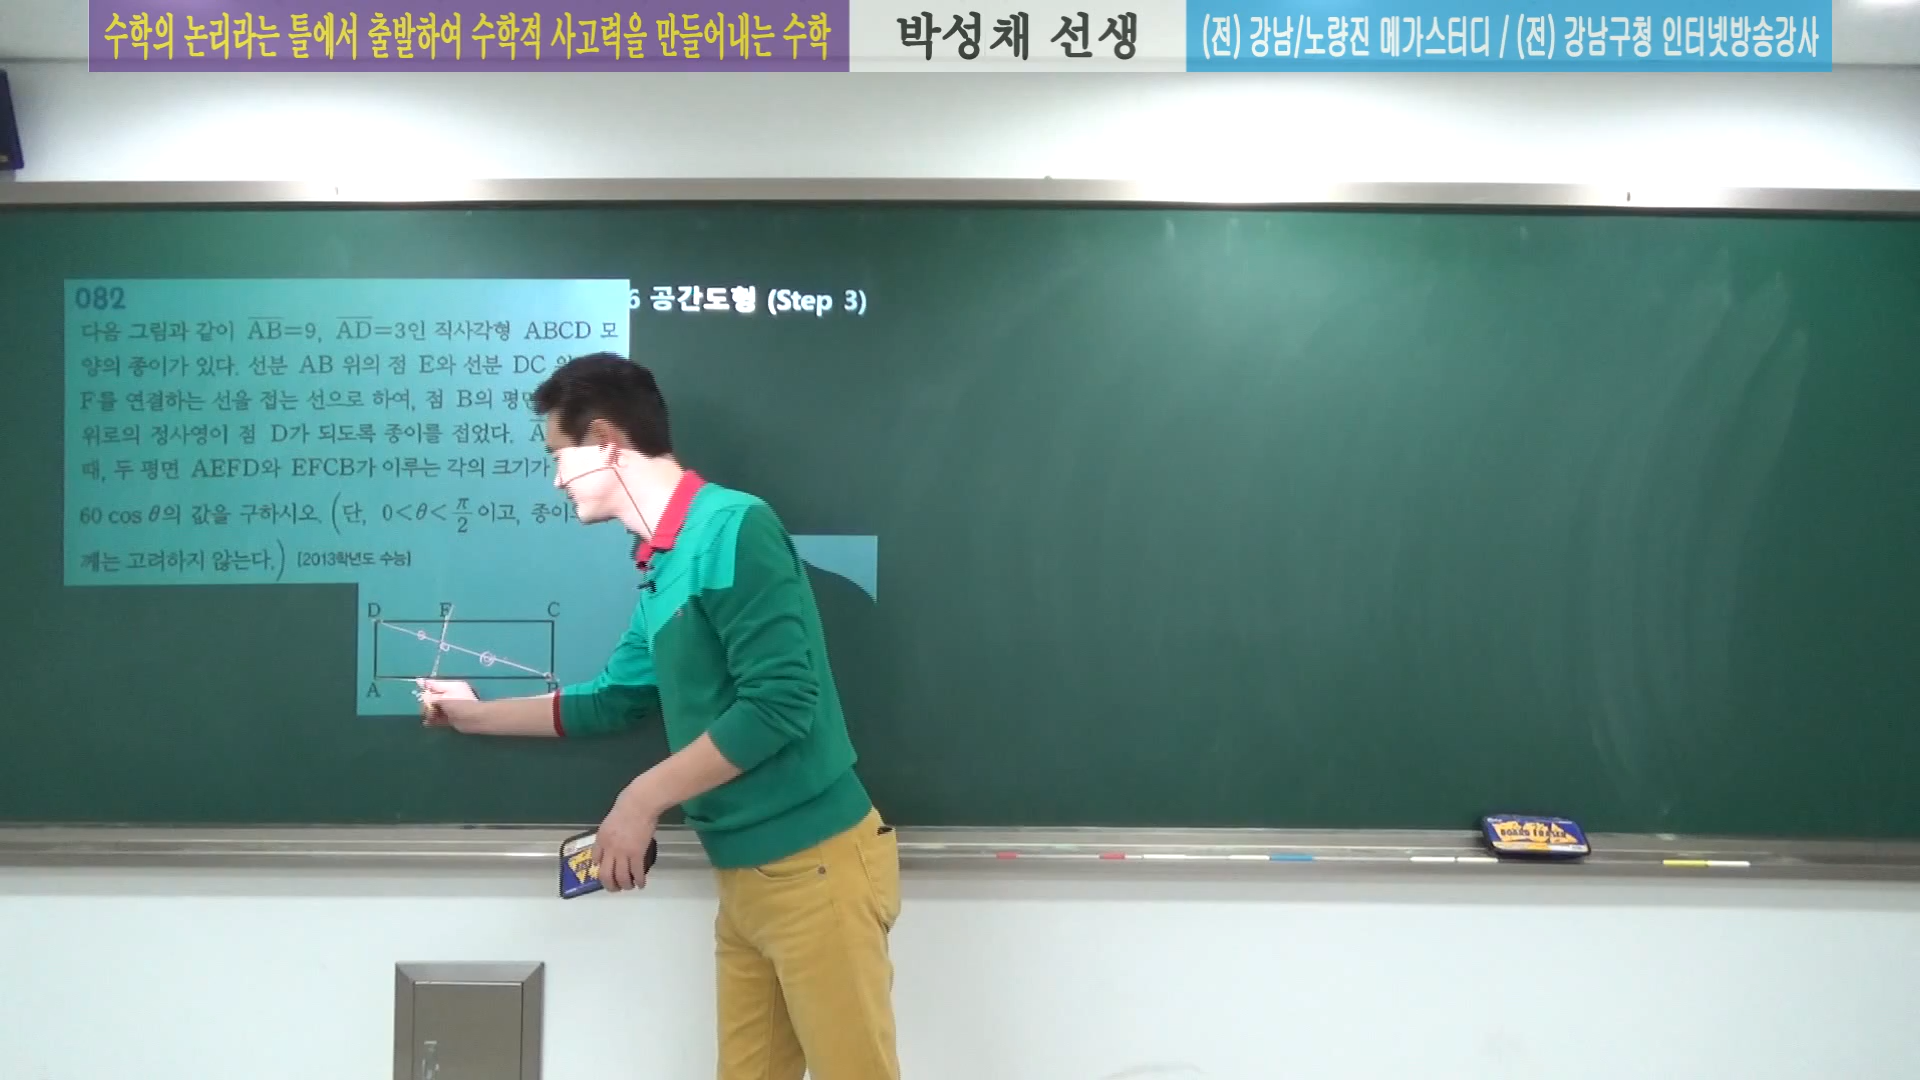 수학의 논리라는 틀에서 출발하여 수학적 사고력을 만들어내는 수학
박성채 선생
(전) 강남/노량진 메가스터디 / (전) 강남구청 인터넷방송강사
6 공간도형 (Step 3)
082
다음 그림과 같이 AB=9, AD=3인 직사각형 ABCD 모
양의 종이가 있다. 선분 AB 위의 점 E와 선분 DC
F를 연결하는 선을 접는 선으로 하여, 점 B의
위로의 정사영이 점 D가 되도록 종이를 접었다.
때, 두 평면 AEFD와 EFCB가 이루는 각의 크기가
60 cos θ의 값을 구하시오. (단, 0<θ<π/2 이고,
께는 고려하지 않는다.) [2013학년도 수능]
D F C
A B
BOARD ERASER